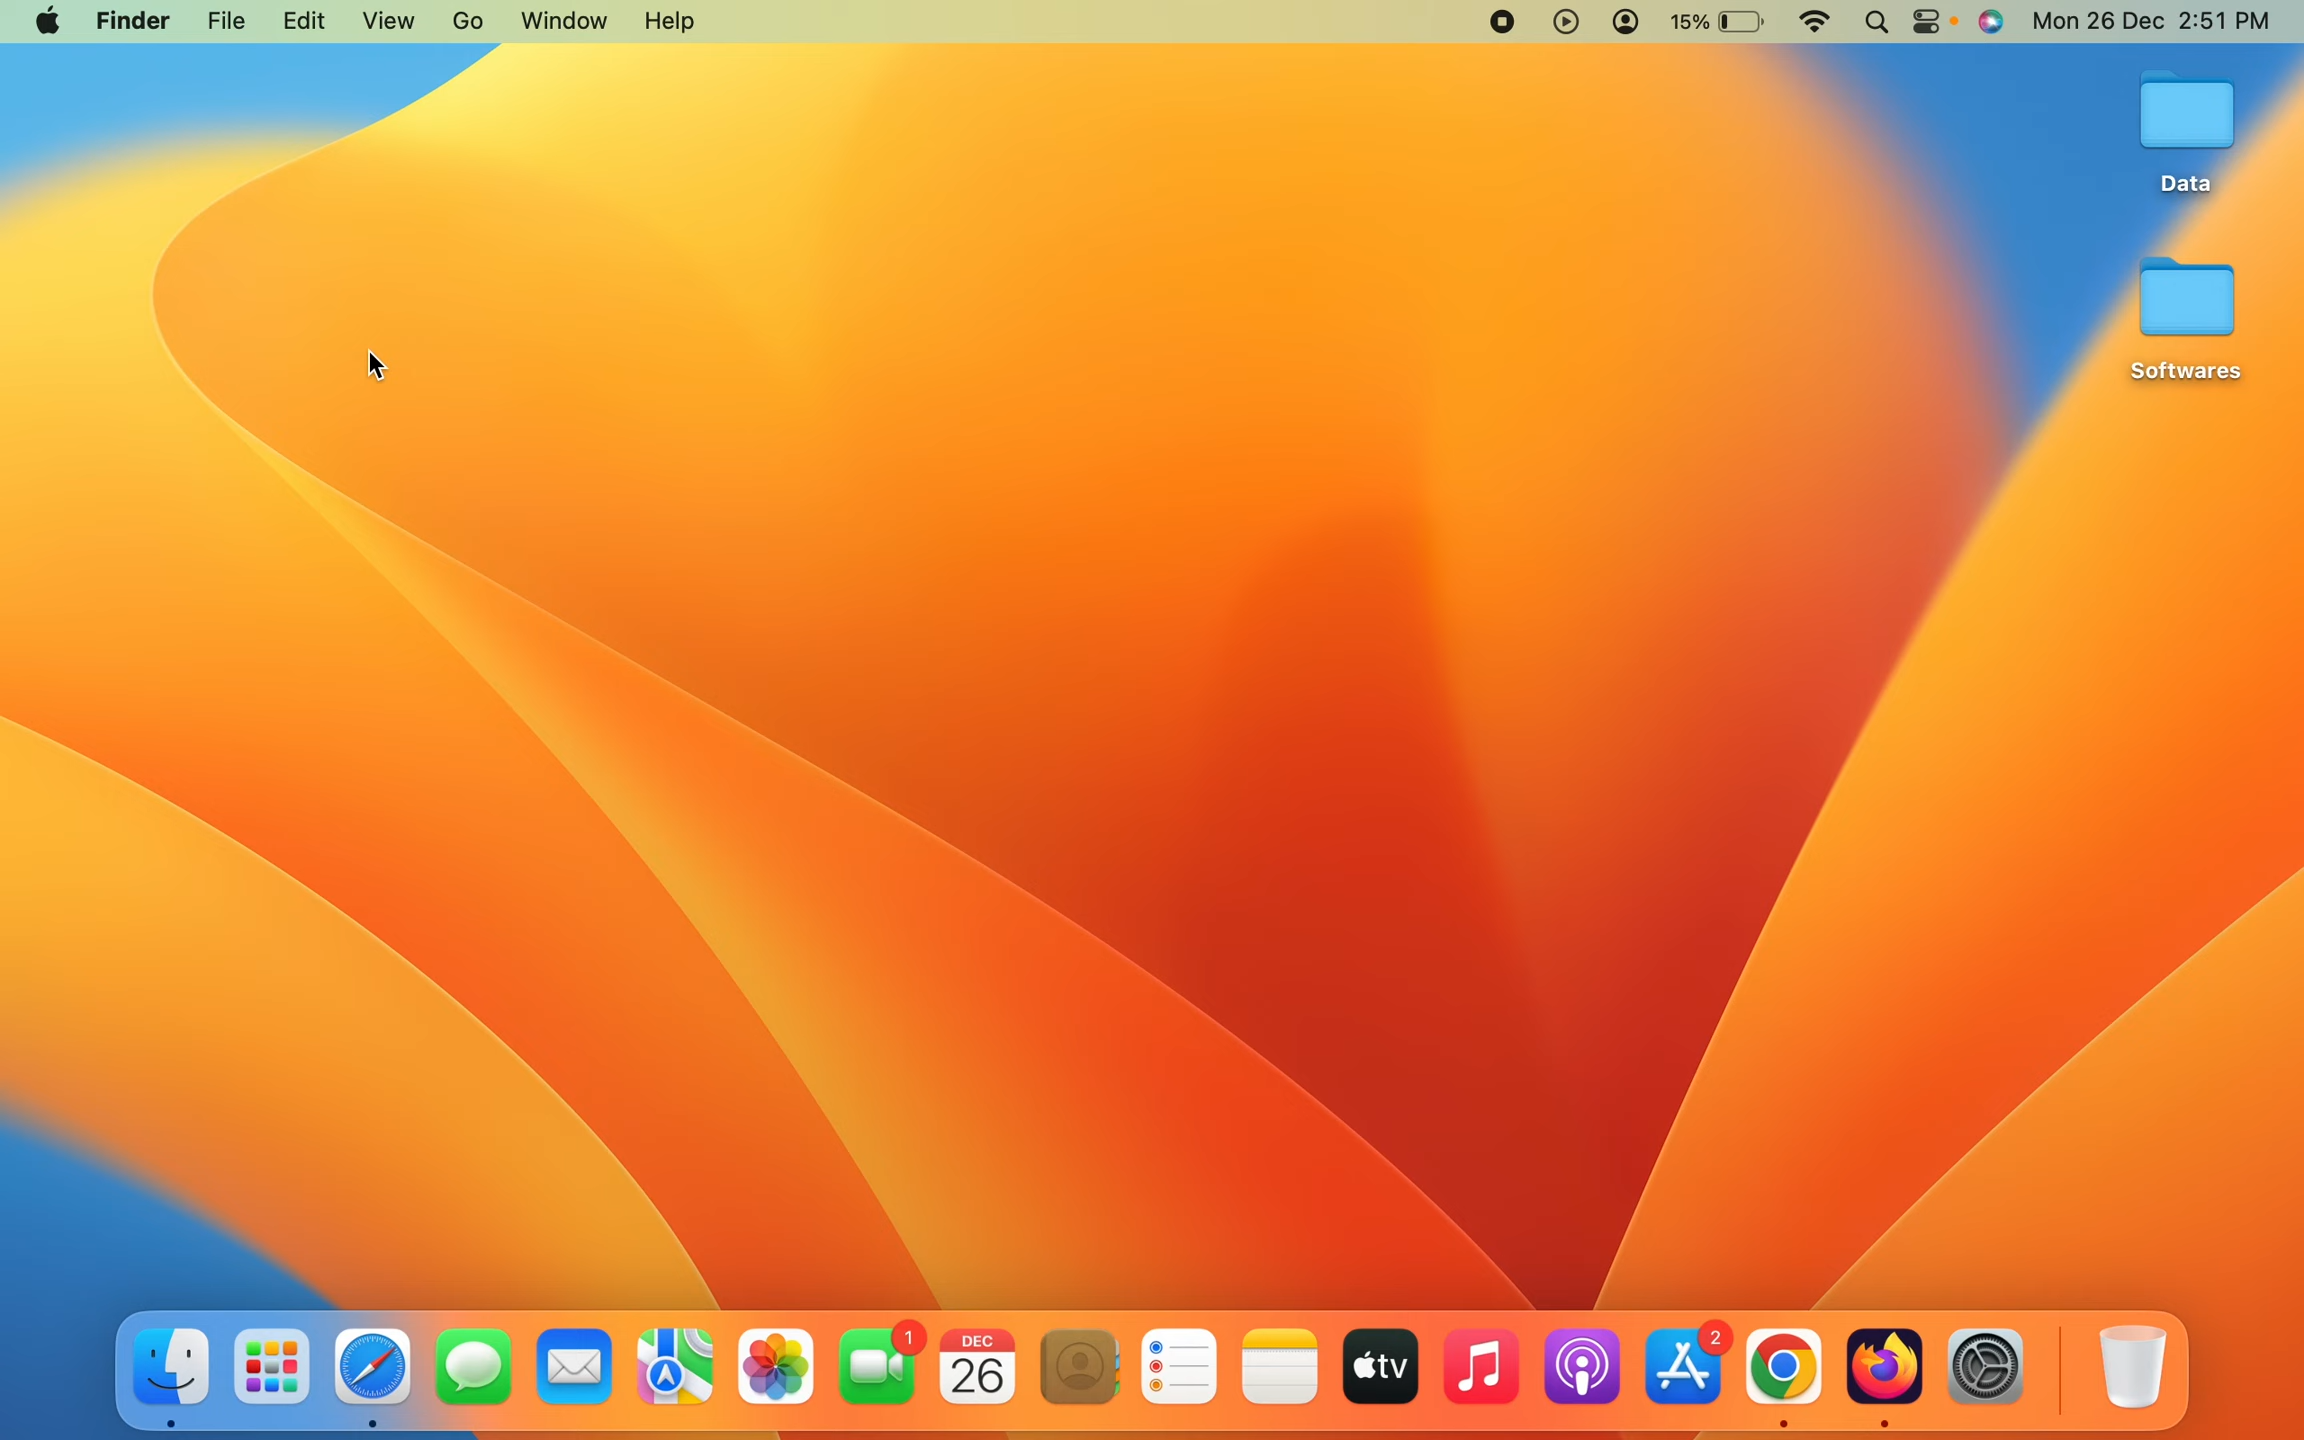 Finder File Edit View Go Window Help 15% Mon 26 Dec 2:51 PM
Data
Softwares
1
DEC
26
tv
2